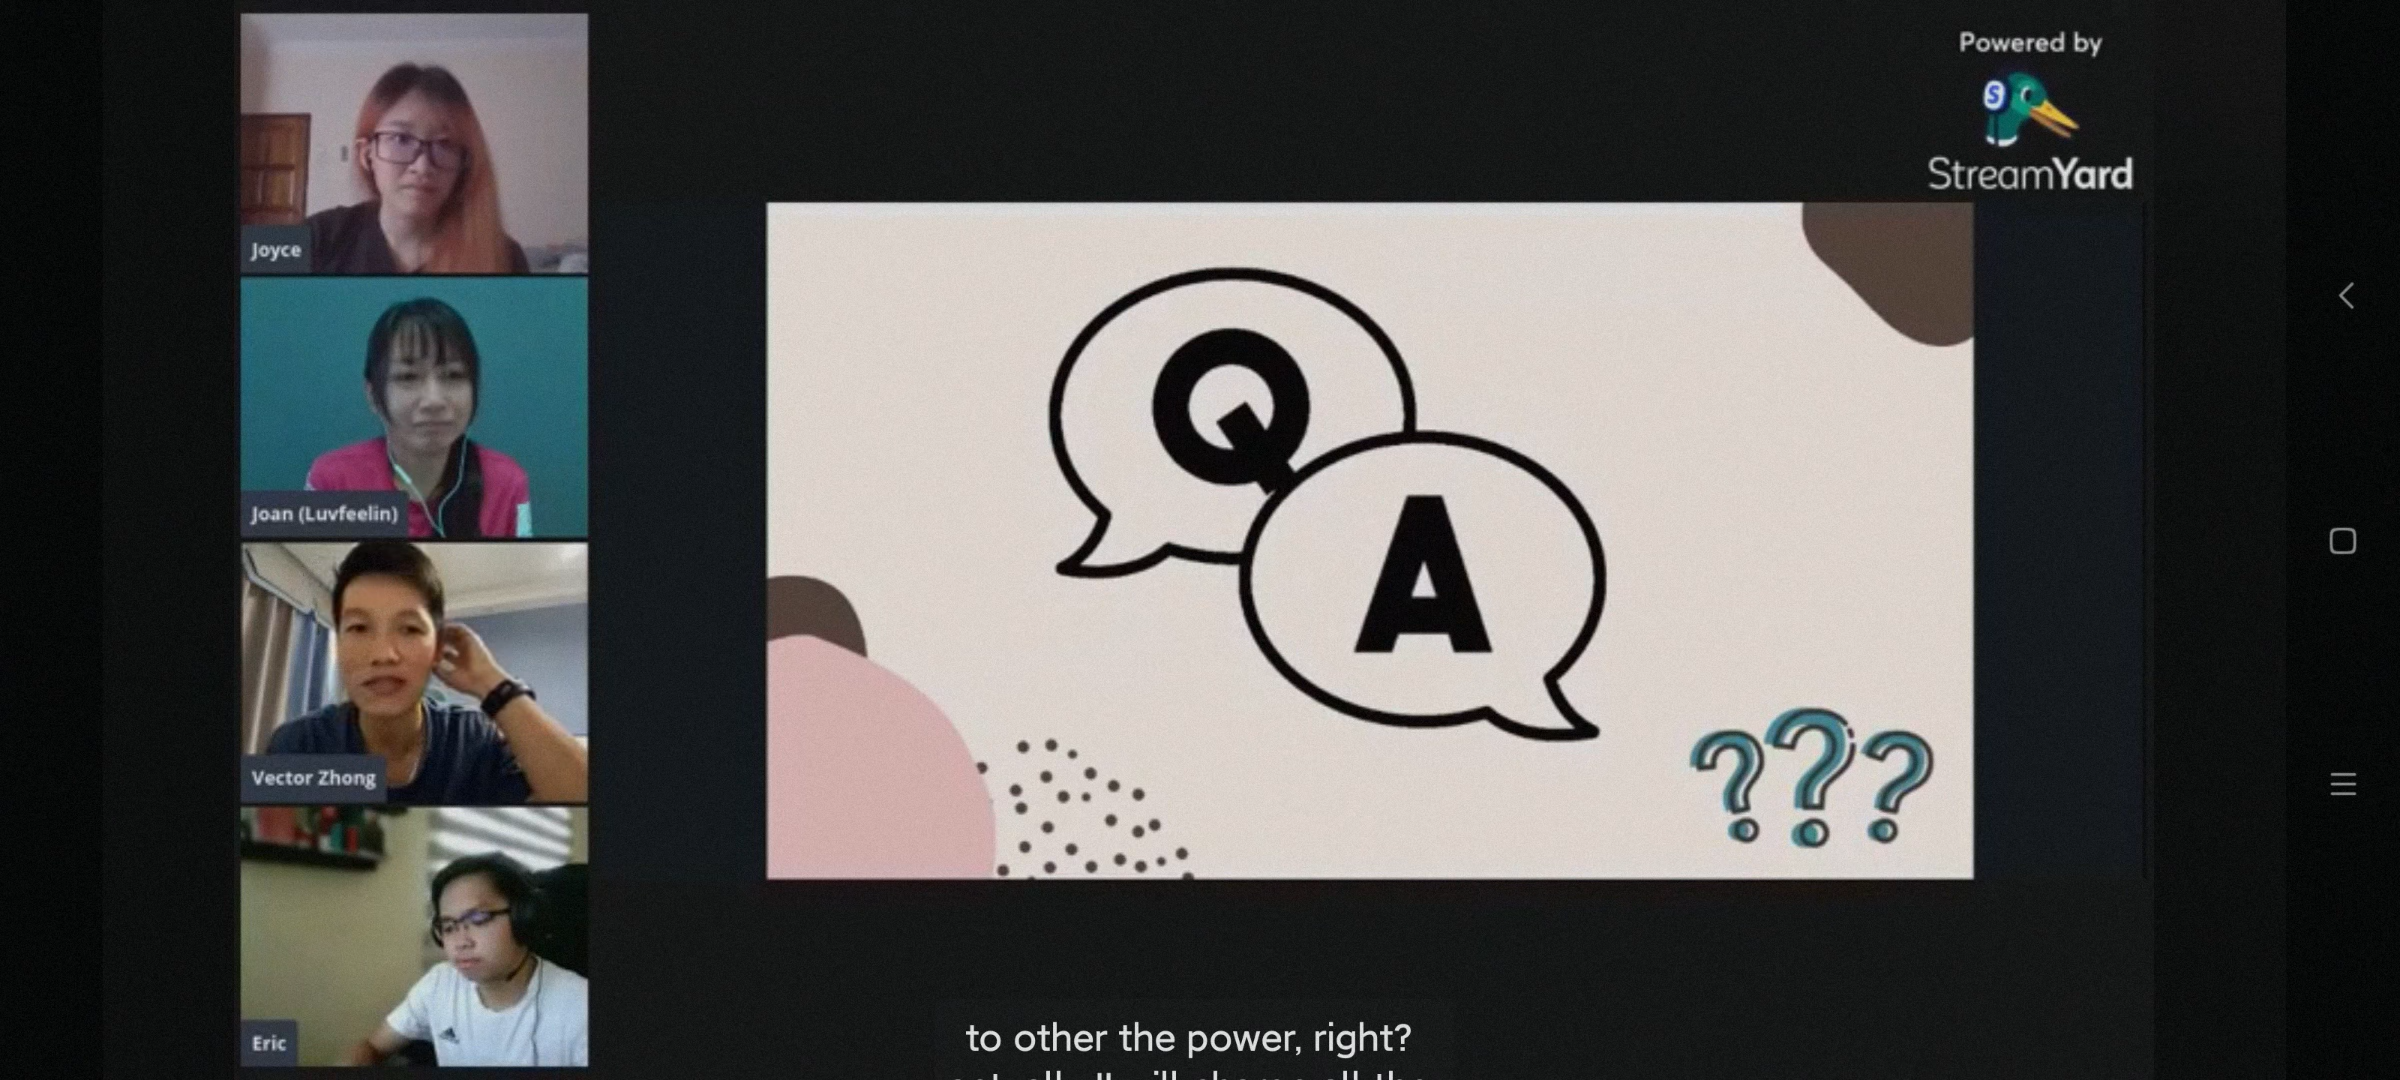 Powered by
S
StreamYard
Joyce
Joan (Luvfeelin)
Vector Zhong
Eric
Q
A
???
to other the power, right?